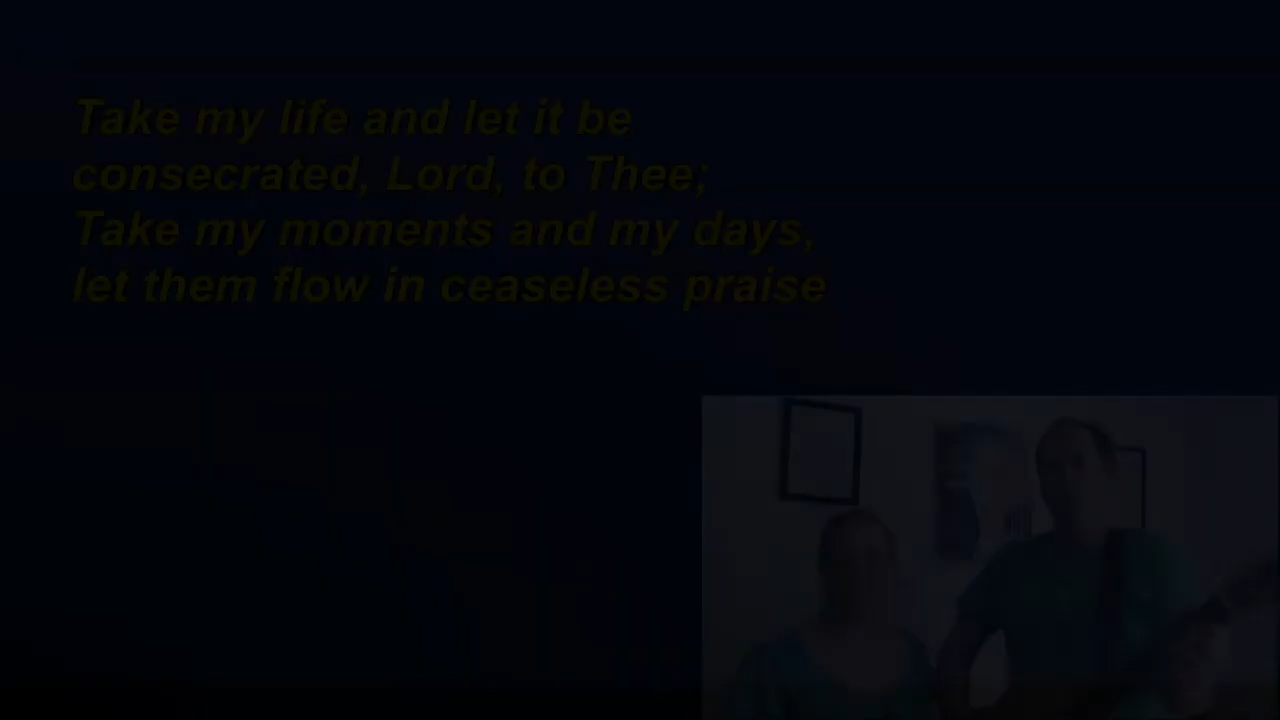 Take my life and let it be
consecrated, Lord, to Thee;
Take my moments and my days,
let them flow in ceaseless praise